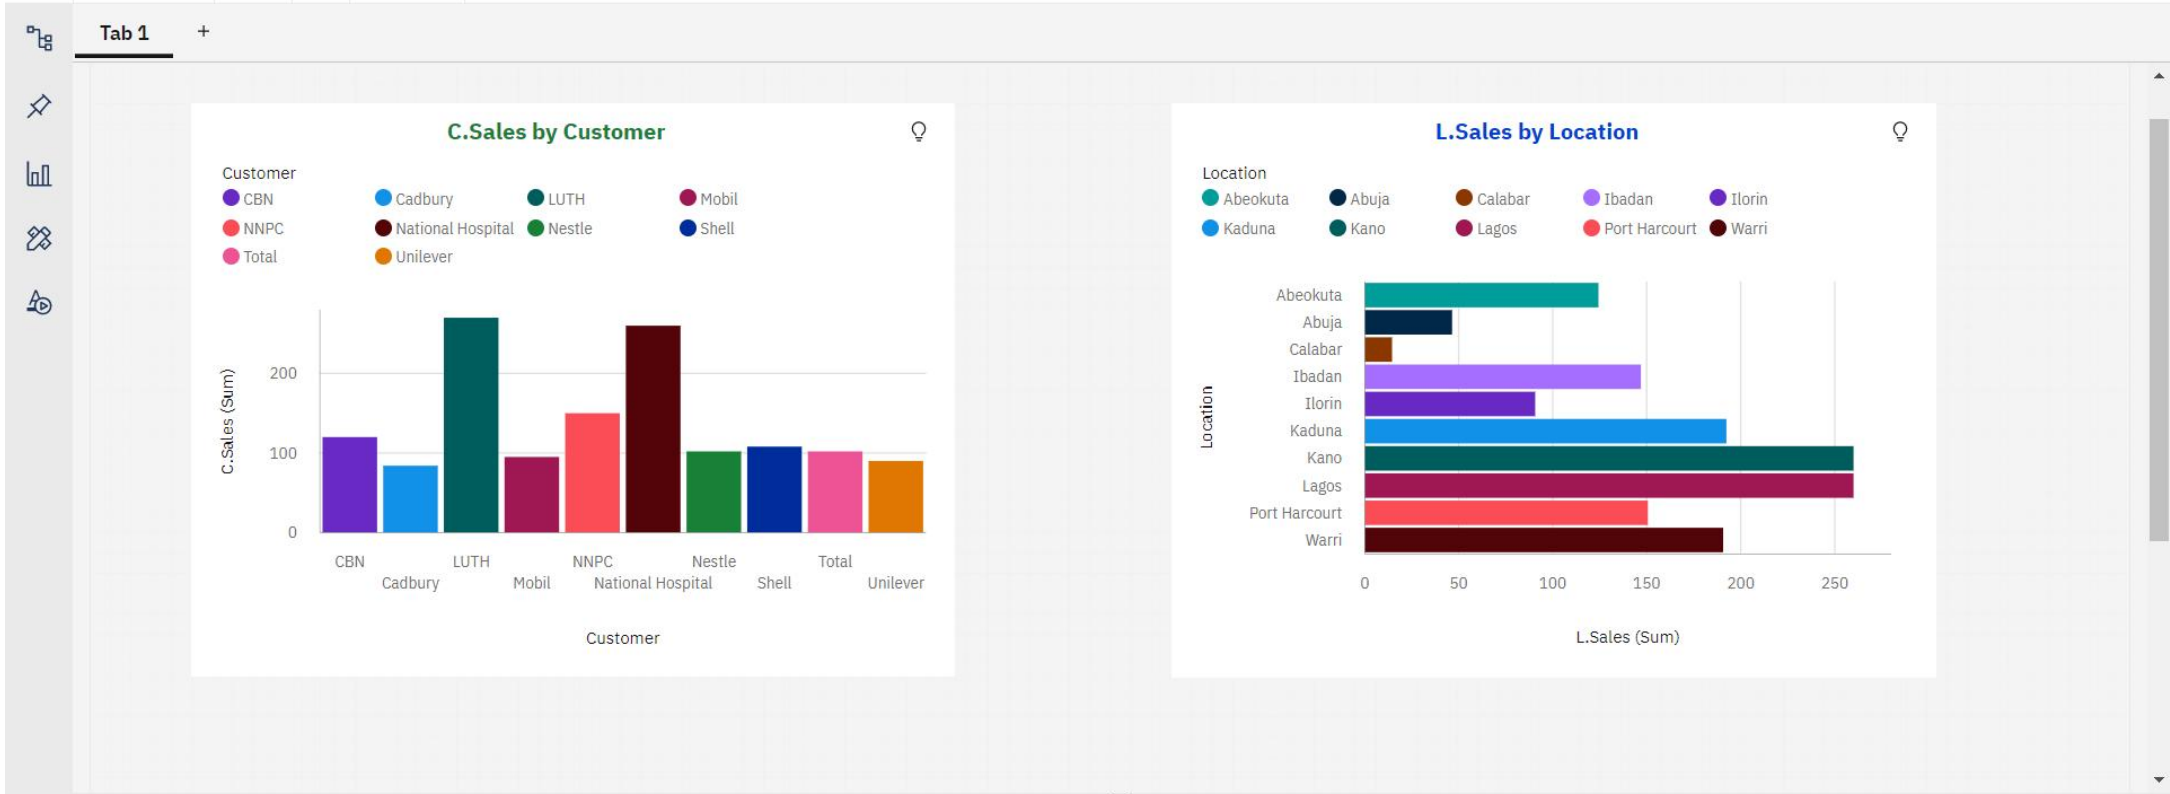 Tab 1 +
C.Sales by Customer
Customer
CBN Cadbury LUTH Mobil
NNPC National Hospital Nestle Shell
Total Unilever
C.Sales (Sum)
200
100
0
CBN LUTH NNPC Nestle Total
Cadbury Mobil National Hospital Shell Unilever
Customer
L.Sales by Location
Location
Abeokuta Abuja Calabar Ibadan Ilorin
Kaduna Kano Lagos Port Harcourt Warri
Location
Abeokuta
Abuja
Calabar
Ibadan
Ilorin
Kaduna
Kano
Lagos
Port Harcourt
Warri
0 50 100 150 200 250
L.Sales (Sum)